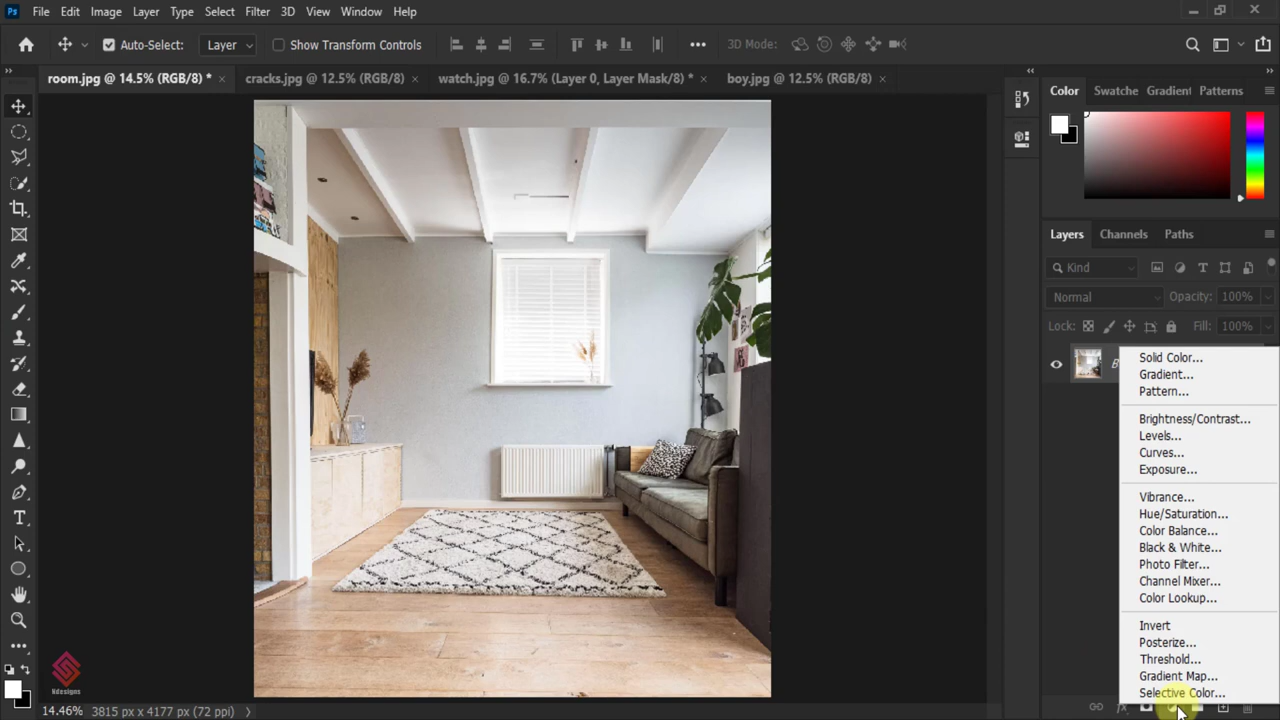 Ps File Edit Image Layer Type Select Filter 3D View Window Help
Auto-Select: Layer Show Transform Controls 3D Mode:
room.jpg @ 14.5% (RGB/8) * cracks.jpg @ 12.5% (RGB/8) watch.jpg @ 16.7% (Layer 0, Layer Mask/8) * boy.jpg @ 12.5% (RGB/8)
Color Swatche Gradient Patterns
Layers Channels Paths
Kind
Normal Opacity: 100%
Lock: Fill: 100%
Solid Color...
Gradient...
Pattern...
Brightness/Contrast...
Levels...
Curves...
Exposure...
Vibrance...
Hue/Saturation...
Color Balance...
Black & White...
Photo Filter...
Channel Mixer...
Color Lookup...
Invert
Posterize...
Threshold...
Gradient Map...
Selective Color...
Kdesigns
14.46% 3815 px x 4177 px (72 ppi)